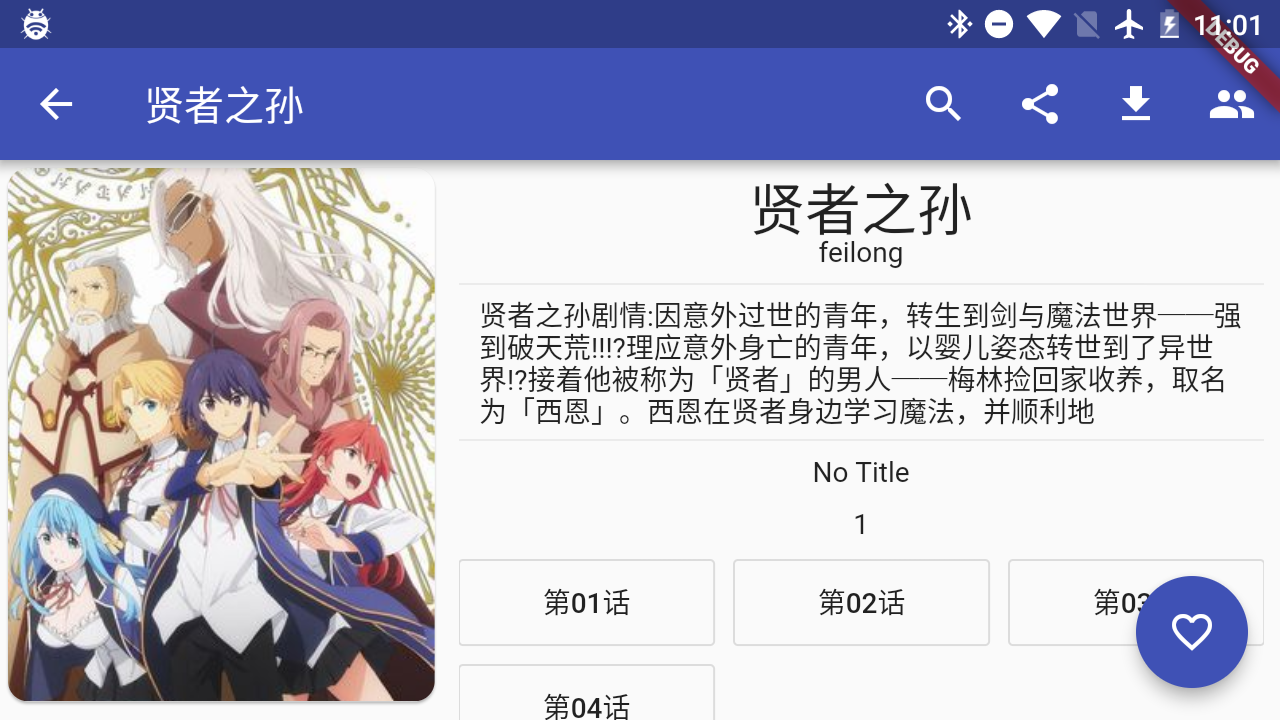 11:01
DEBUG
贤者之孙
贤者之孙
feilong
贤者之孙剧情:因意外过世的青年，转生到剑与魔法世界——强
到破天荒!!!?理应意外身亡的青年，以婴儿姿态转世到了异世
界!?接着他被称为「贤者」的男人——梅林捡回家收养，取名
为「西恩」。西恩在贤者身边学习魔法，并顺利地
No Title
1
第01话
第02话
第03
第04话